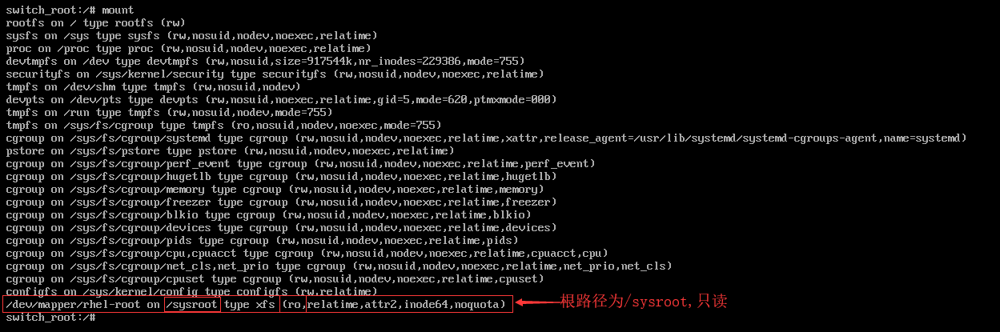 switch_root:/# mount
rootfs on / type rootfs (rw)
sysfs on /sys type sysfs (rw,nosuid,nodev,noexec,relatime)
proc on /proc type proc (rw,nosuid,nodev,noexec,relatime)
devtmpfs on /dev type devtmpfs (rw,nosuid,size=917544k,nr_inodes=229386,mode=755)
securityfs on /sys/kernel/security type securityfs (rw,nosuid,nodev,noexec,relatime)
tmpfs on /dev/shm type tmpfs (rw,nosuid,nodev)
devpts on /dev/pts type devpts (rw,nosuid,noexec,relatime,gid=5,mode=620,ptmxmode=000)
tmpfs on /run type tmpfs (rw,nosuid,nodev,mode=755)
tmpfs on /sys/fs/cgroup type tmpfs (ro,nosuid,nodev,noexec,mode=755)
cgroup on /sys/fs/cgroup/systemd type cgroup (rw,nosuid,nodev,noexec,relatime,xattr,release_agent=/usr/lib/systemd/systemd-cgroups-agent,name=systemd)
pstore on /sys/fs/pstore type pstore (rw,nosuid,nodev,noexec,relatime)
cgroup on /sys/fs/cgroup/perf_event type cgroup (rw,nosuid,nodev,noexec,relatime,perf_event)
cgroup on /sys/fs/cgroup/hugetlb type cgroup (rw,nosuid,nodev,noexec,relatime,hugetlb)
cgroup on /sys/fs/cgroup/memory type cgroup (rw,nosuid,nodev,noexec,relatime,memory)
cgroup on /sys/fs/cgroup/freezer type cgroup (rw,nosuid,nodev,noexec,relatime,freezer)
cgroup on /sys/fs/cgroup/blkio type cgroup (rw,nosuid,nodev,noexec,relatime,blkio)
cgroup on /sys/fs/cgroup/devices type cgroup (rw,nosuid,nodev,noexec,relatime,devices)
cgroup on /sys/fs/cgroup/pids type cgroup (rw,nosuid,nodev,noexec,relatime,pids)
cgroup on /sys/fs/cgroup/cpu,cpuacct type cgroup (rw,nosuid,nodev,noexec,relatime,cpuacct,cpu)
cgroup on /sys/fs/cgroup/net_cls,net_prio type cgroup (rw,nosuid,nodev,noexec,relatime,net_prio,net_cls)
cgroup on /sys/fs/cgroup/cpuset type cgroup (rw,nosuid,nodev,noexec,relatime,cpuset)
configfs on /sys/kernel/config type configfs (rw,relatime)
/dev/mapper/rhel-root on /sysroot type xfs (ro,relatime,attr2,inode64,noquota) 根路径为/sysroot,只读
switch_root:/#